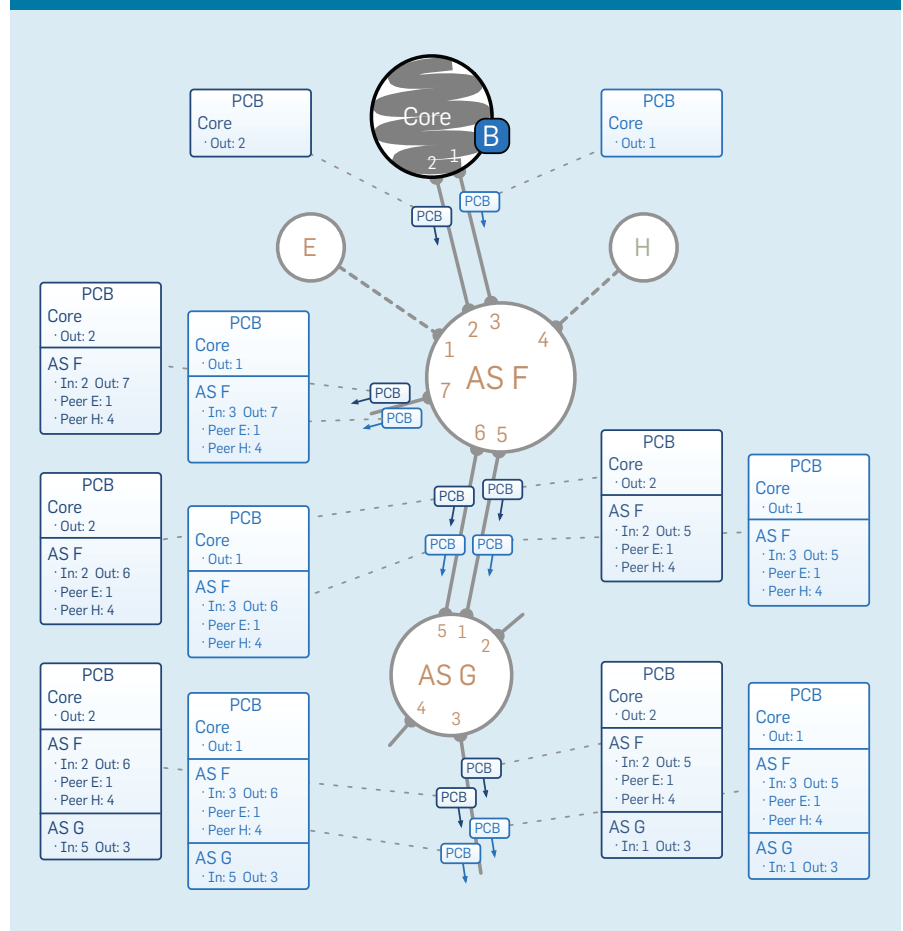 PCB
Core
· Out: 2
Core
B
2 1
PCB
Core
· Out: 1
PCB
PCB
E
H
PCB
Core
· Out: 2
AS F
· In: 2 Out: 7
· Peer E: 1
· Peer H: 4
PCB
Core
· Out: 1
AS F
· In: 3 Out: 7
· Peer E: 1
· Peer H: 4
2 3
1
4
7
AS F
6 5
PCB
PCB
PCB
Core
· Out: 2
AS F
· In: 2 Out: 6
· Peer E: 1
· Peer H: 4
PCB
Core
· Out: 1
AS F
· In: 3 Out: 6
· Peer E: 1
· Peer H: 4
PCB
PCB
PCB
PCB
PCB
Core
· Out: 2
AS F
· In: 2 Out: 5
· Peer E: 1
· Peer H: 4
PCB
Core
· Out: 1
AS F
· In: 3 Out: 5
· Peer E: 1
· Peer H: 4
5 1
2
AS G
4
3
PCB
Core
· Out: 2
AS F
· In: 2 Out: 6
· Peer E: 1
· Peer H: 4
AS G
· In: 5 Out: 3
PCB
Core
· Out: 1
AS F
· In: 3 Out: 6
· Peer E: 1
· Peer H: 4
AS G
· In: 5 Out: 3
PCB
PCB
PCB
PCB
PCB
Core
· Out: 2
AS F
· In: 2 Out: 5
· Peer E: 1
· Peer H: 4
AS G
· In: 1 Out: 3
PCB
Core
· Out: 1
AS F
· In: 3 Out: 5
· Peer E: 1
· Peer H: 4
AS G
· In: 1 Out: 3